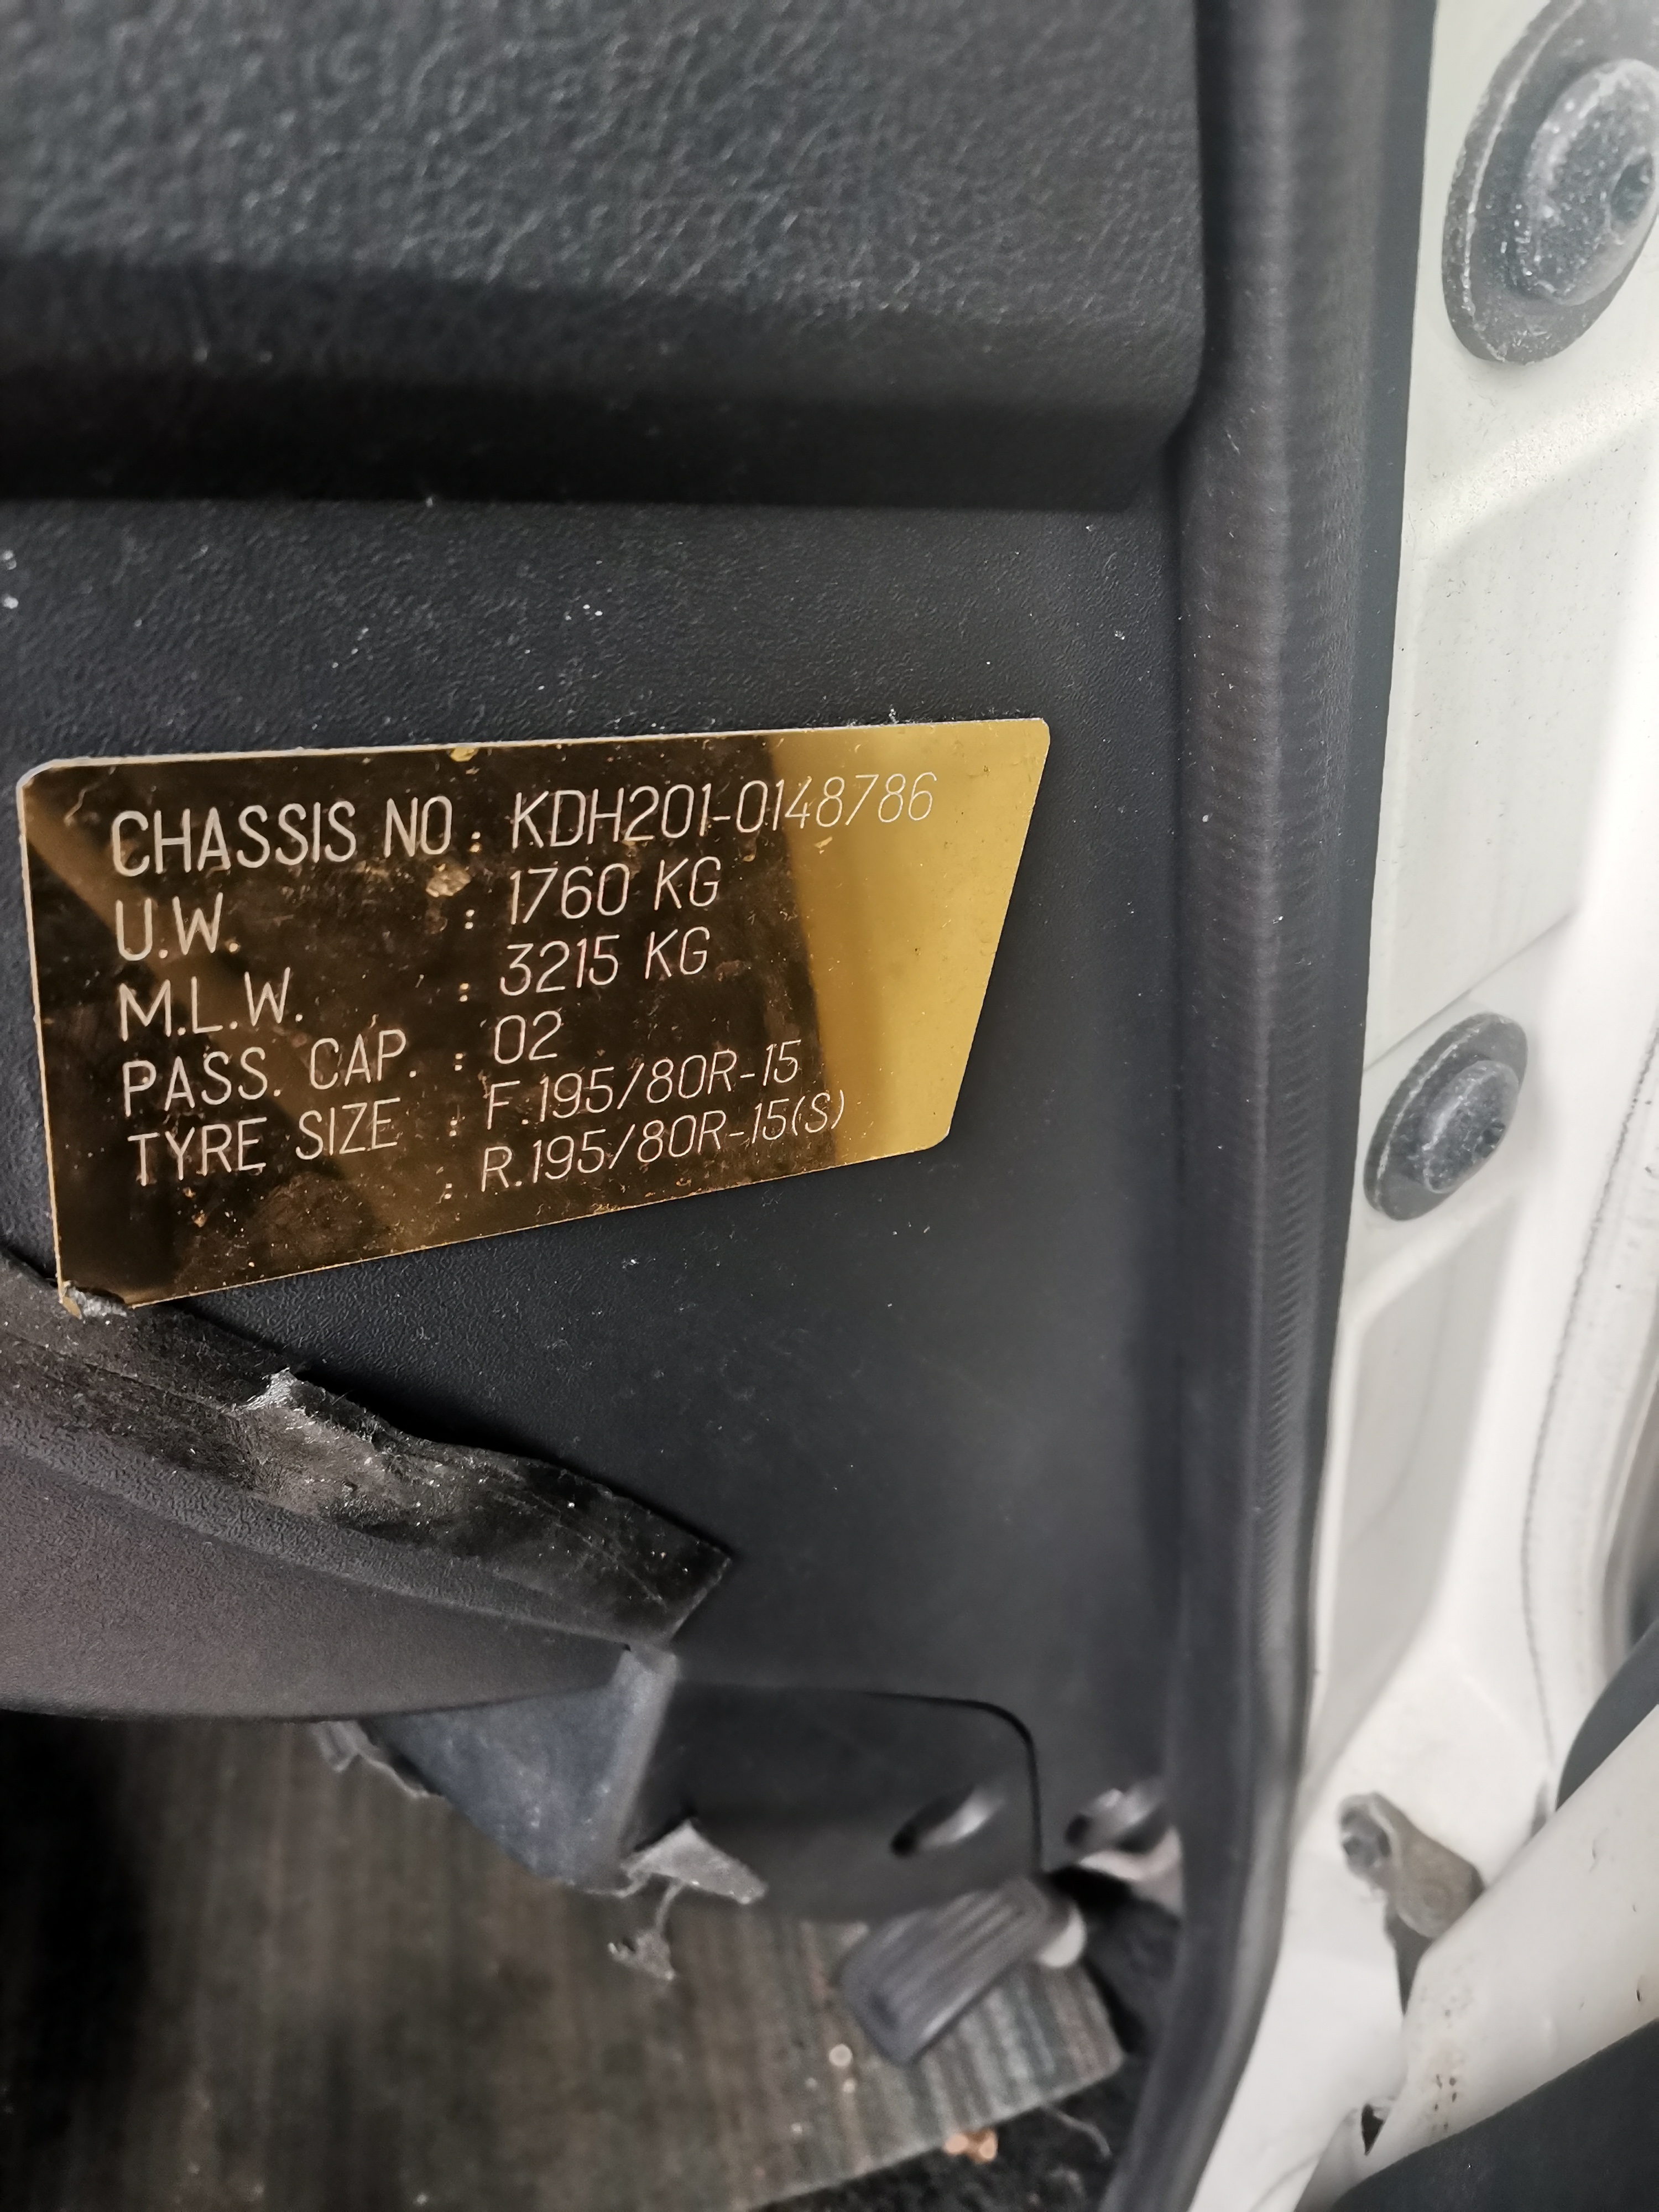 CHASSIS NO : KDH201-0148786
U.W. : 1760 KG
M.L.W. : 3215 KG
PASS. CAP. : 02
TYRE SIZE : F.195/80R-15
: R.195/80R-15(S)